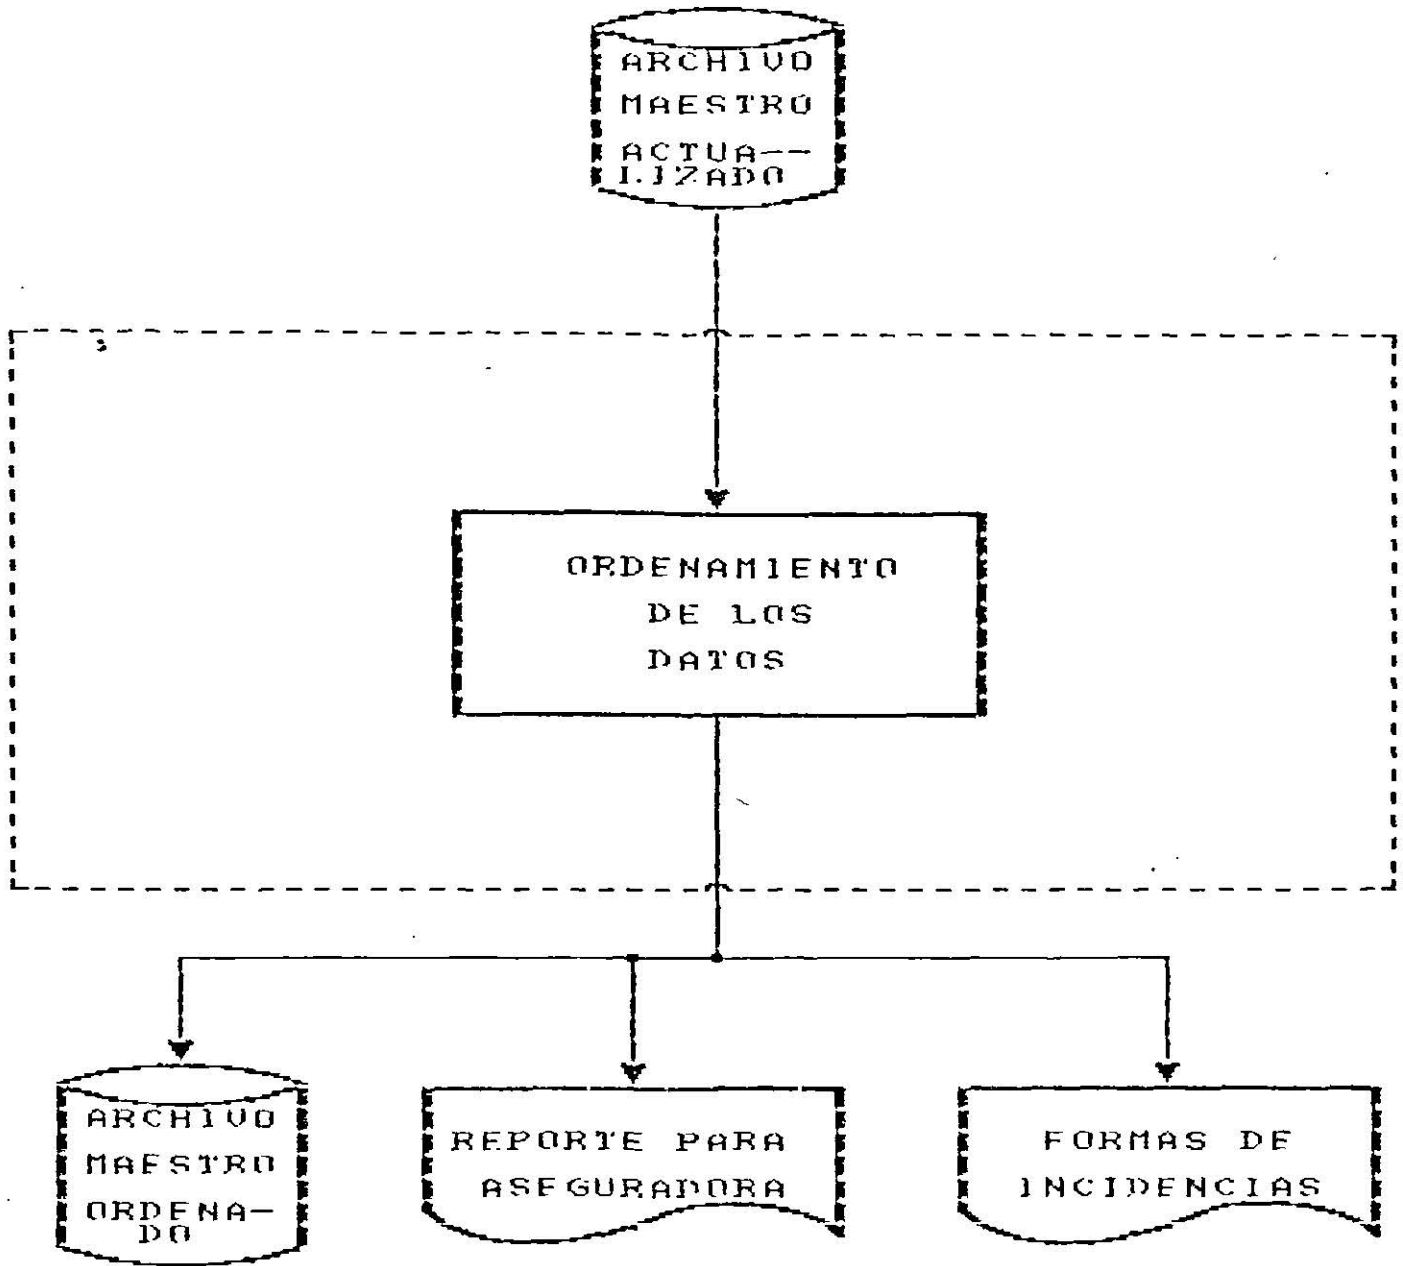 ARCHIVO
MAESTRO
ACTUA--
LIZADO
ORDENAMIENTO
DE LOS
DATOS
ARCHIVO
MAESTRO
ORDENA-
DO
REPORTE PARA
ASEGURADORA
FORMAS DE
INCIDENCIAS